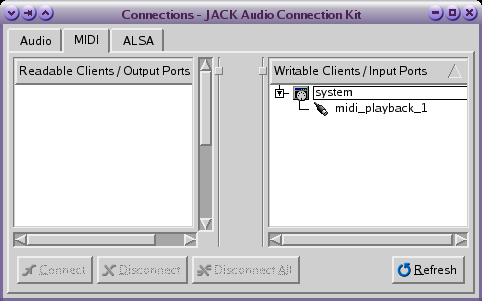 Connections - JACK Audio Connection Kit
Audio MIDI ALSA
Readable Clients / Output Ports
Writable Clients / Input Ports
system
midi_playback_1
Connect Disconnect Disconnect All Refresh